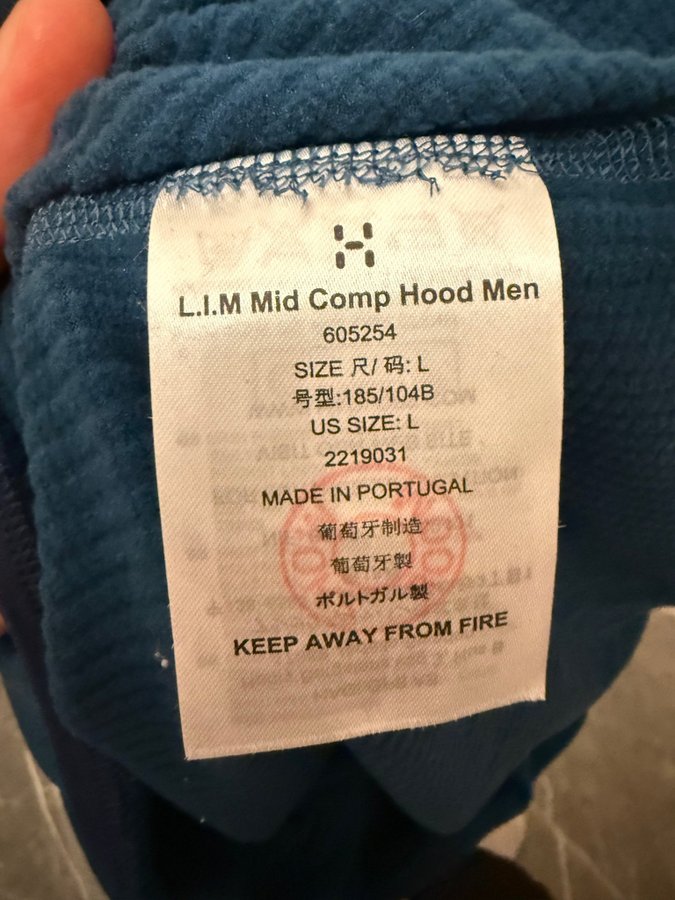 L.I.M Mid Comp Hood Men
605254
SIZE 尺/ 码: L
号型:185/104B
US SIZE: L
2219031
MADE IN PORTUGAL
葡萄牙制造
葡萄牙製
ポルトガル製
KEEP AWAY FROM FIRE